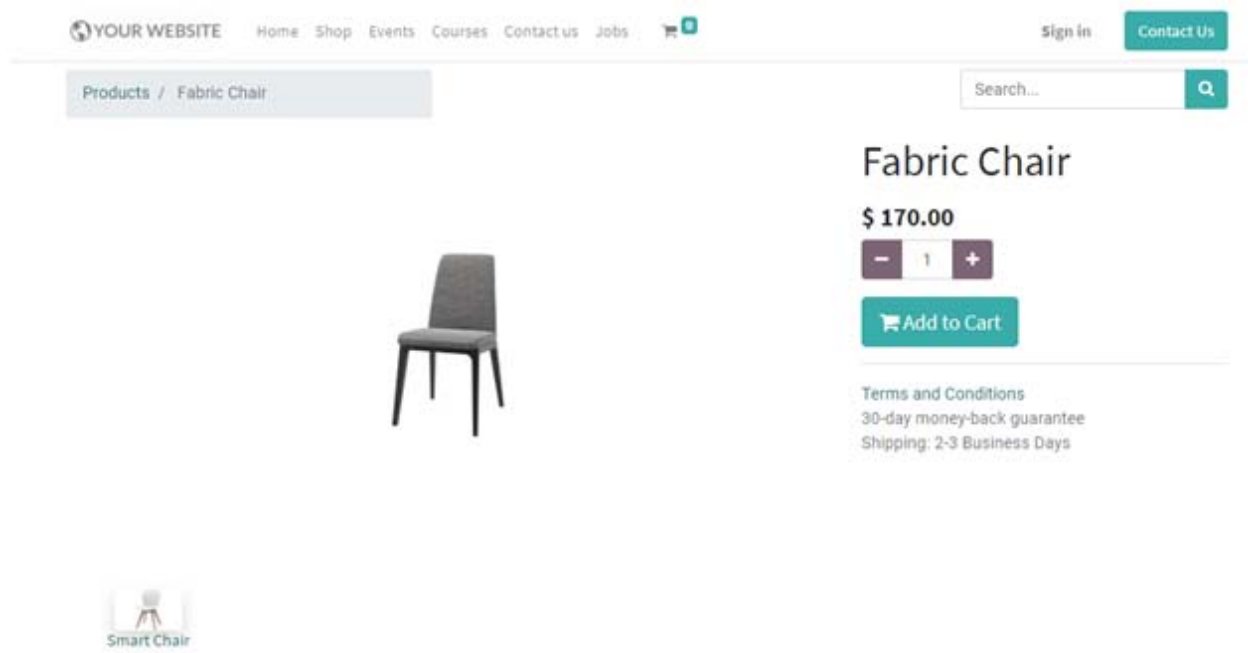 YOUR WEBSITE Home Shop Events Courses Contact us Jobs 0 Sign in Contact Us
Products / Fabric Chair Search...
Fabric Chair
$ 170.00
1
Add to Cart
Terms and Conditions
30-day money-back guarantee
Shipping: 2-3 Business Days
Smart Chair